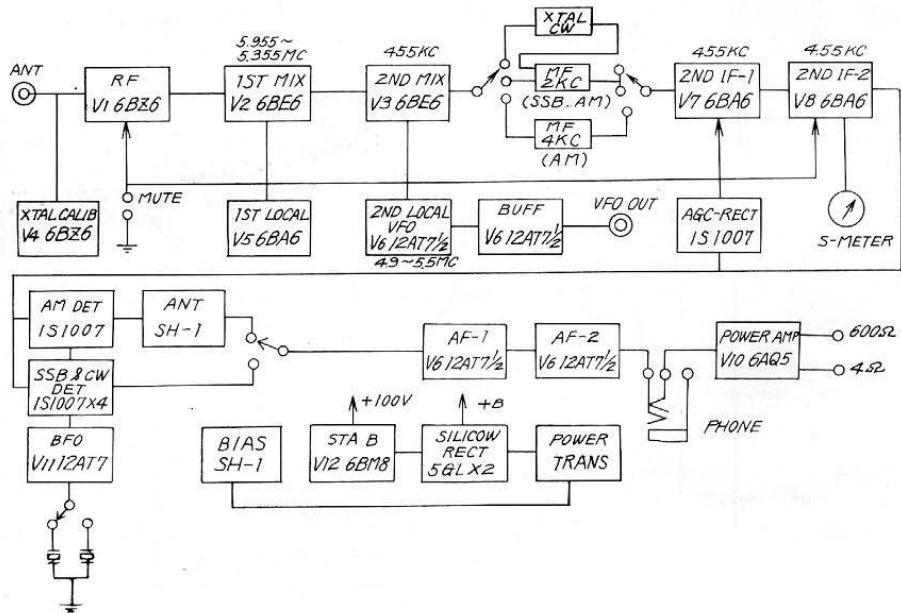 XTAL
CW
5.955~
5.355MC
455KC
455KC
455KC
ANT
RF
V1 6BZ6
1ST MIX
V2 6BE6
2ND MIX
V3 6BE6
MF
2KC
(SSB. AM)
2ND IF-1
V7 6BA6
2ND IF-2
V8 6BA6
MF
4KC
(AM)
MUTE
XTAL CALIB
V4 6BZ6
1ST LOCAL
V5 6BA6
2ND LOCAL
VFO
V6 12AT7½
4.9~5.5MC
BUFF
V6 12AT7½
VFO OUT
AGC-RECT
1S1007
S-METER
AM DET
1S1007
ANT
SH-1
AF-1
V6 12AT7½
AF-2
V6 12AT7½
POWER AMP
V10 6AQ5
600Ω
4Ω
SSB & CW
DET
1S1007X4
+100V
+B
PHONE
BFO
V11 12AT7
BIAS
SH-1
STA B
V12 6BM8
SILICOW
RECT
5GLX2
POWER
TRANS